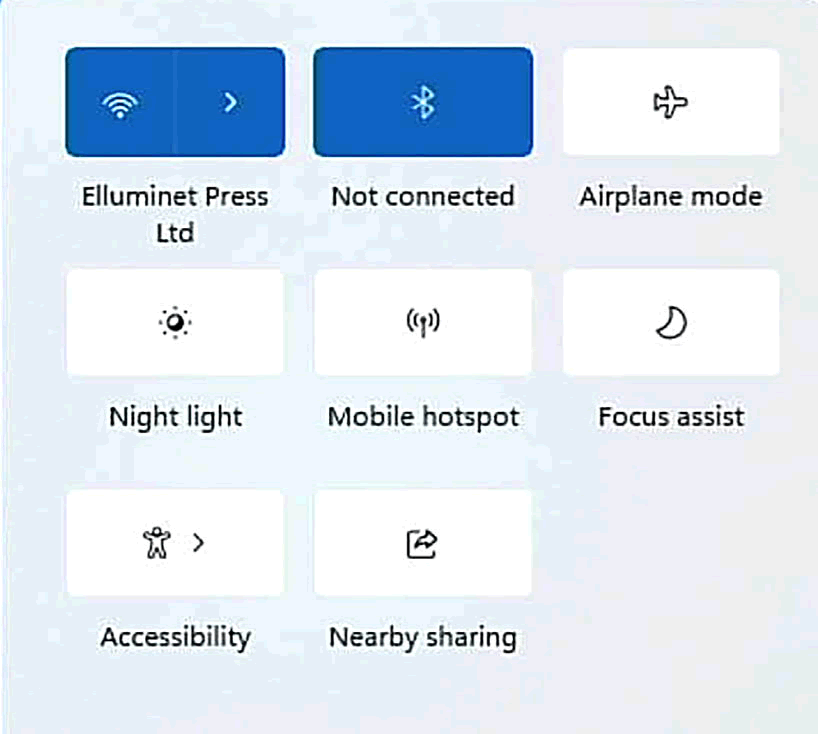 Elluminet Press
Ltd
Not connected
Airplane mode
Night light
Mobile hotspot
Focus assist
Accessibility
Nearby sharing